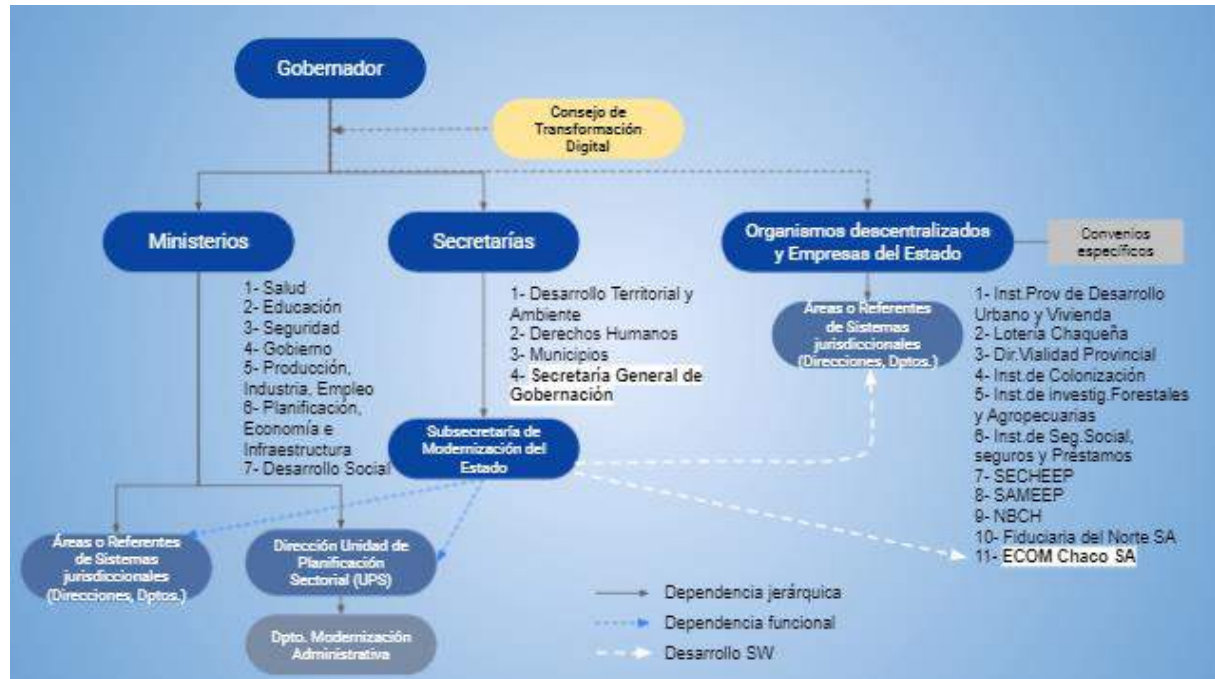 Gobernador
Consejo de
Transformación
Digital
Ministerios
Secretarías
Organismos descentralizados
y Empresas del Estado
Convenios
específicos
1- Salud
2- Educación
3- Seguridad
4- Gobierno
5- Producción,
Industria, Empleo
6- Planificación,
Economía e
Infraestructura
7- Desarrollo Social
1- Desarrollo Territorial y
Ambiente
2- Derechos Humanos
3- Municipios
4- Secretaría General de
Gobernación
Áreas o Referentes
de Sistemas
jurisdiccionales
(Direcciones, Dptos.)
1- Inst.Prov de Desarrollo
Urbano y Vivienda
2- Lotería Chaqueña
3- Dir.Vialidad Provincial
4- Inst.de Colonización
5- Inst.de investig.Forestales
y Agropecuarias
6- Inst.de Seg.Social,
seguros y Préstamos
7- SECHEEP
8- SAMEEP
9- NBCH
10- Fiduciaria del Norte SA
11- ECOM Chaco SA
Subsecretaría de
Modernización del
Estado
Áreas o Referentes
de Sistemas
jurisdiccionales
(Direcciones, Dptos.)
Dirección Unidad de
Planificación
Sectorial (UPS)
Dpto. Modernización
Administrativa
Dependencia jerárquica
Dependencia funcional
Desarrollo SW